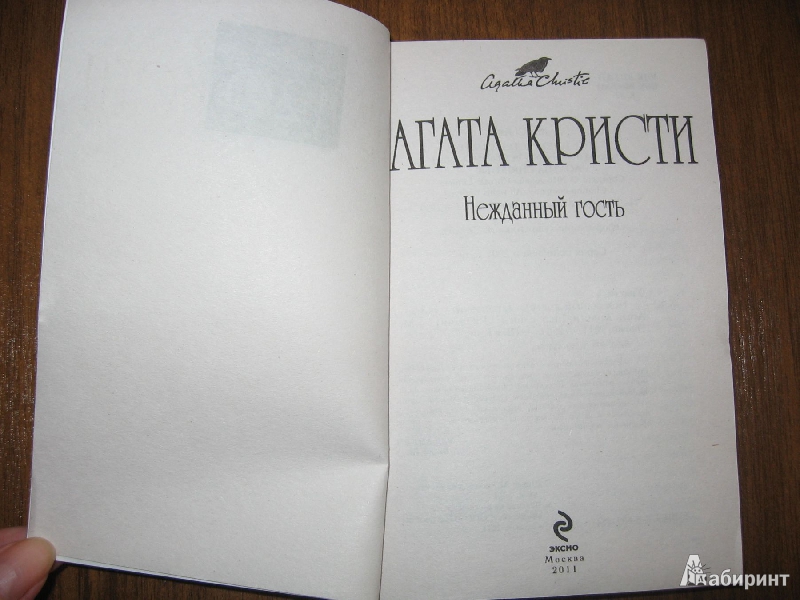 Agatha Christie
АГАТА КРИСТИ
Нежданный гость
ЭКСМО
Москва
2011
Лабиринт